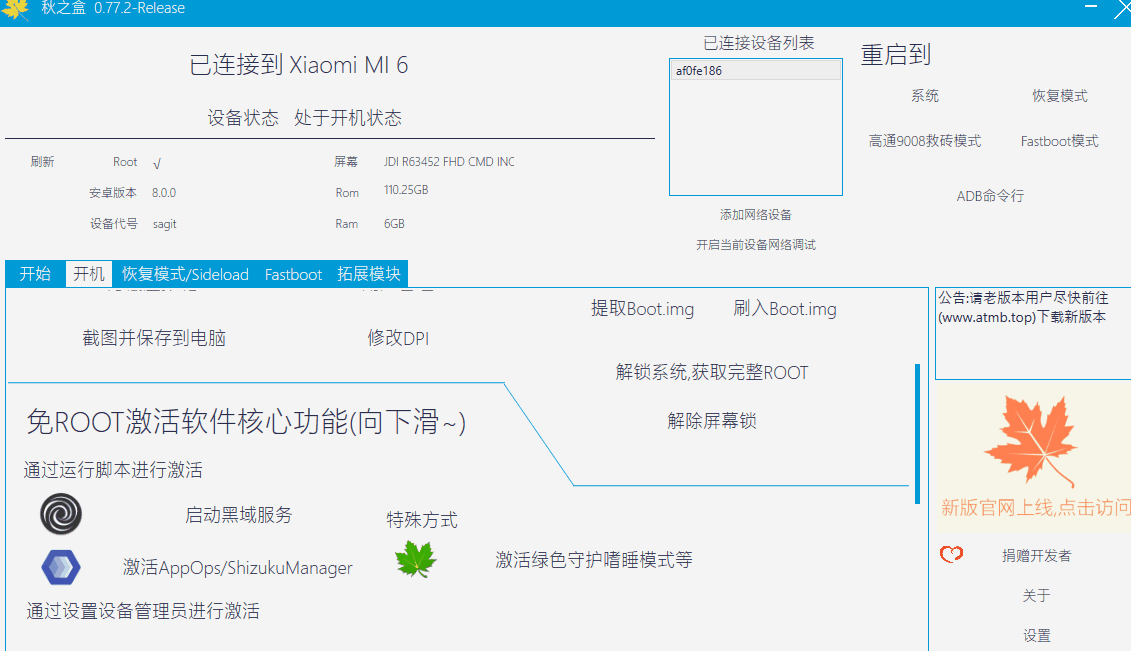 秋之盒 0.77.2-Release
已连接到 Xiaomi MI 6
设备状态 处于开机状态
刷新
Root √
安卓版本 8.0.0
设备代号 sagit
屏幕 JDI R63452 FHD CMD INC
Rom 110.25GB
Ram 6GB
已连接设备列表
af0fe186
添加网络设备
开启当前设备网络调试
重启到
系统 恢复模式
高通9008救砖模式 Fastboot模式
ADB命令行
开始 开机 恢复模式/Sideload Fastboot 拓展模块
截图并保存到电脑 修改DPI
提取Boot.img 刷入Boot.img
解锁系统,获取完整ROOT
解除屏幕锁
免ROOT激活软件核心功能(向下滑~)
通过运行脚本进行激活
启动黑域服务
激活AppOps/ShizukuManager
特殊方式
激活绿色守护嗜睡模式等
通过设置设备管理员进行激活
公告:请老版本用户尽快前往
(www.atmb.top)下载新版本
新版官网上线,点击访问
捐赠开发者
关于
设置